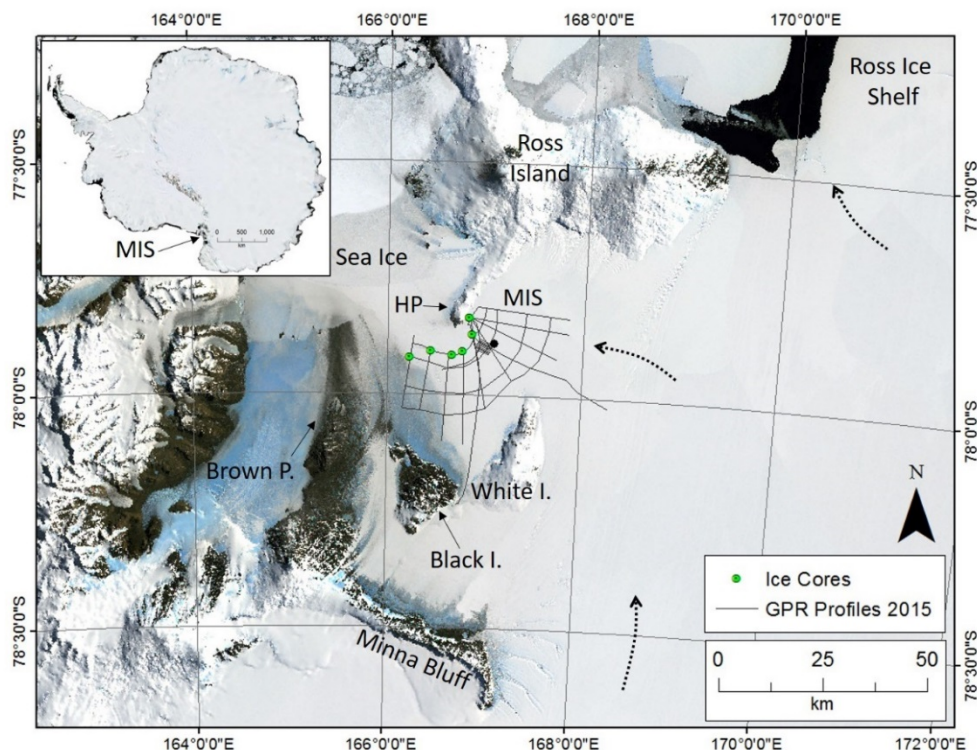 164°0'0"E
166°0'0"E
168°0'0"E
170°0'0"E
Ross Ice
Shelf
Ross
Island
77°30'0"S
77°30'0"S
0 500 1,000
km
MIS
Sea Ice
HP
MIS
78°0'0"S
78°0'0"S
Brown P.
White I.
Black I.
N
Ice Cores
GPR Profiles 2015
78°30'0"S
78°30'0"S
Minna Bluff
0 25 50
km
164°0'0"E
166°0'0"E
168°0'0"E
170°0'0"E
172°0'0"E